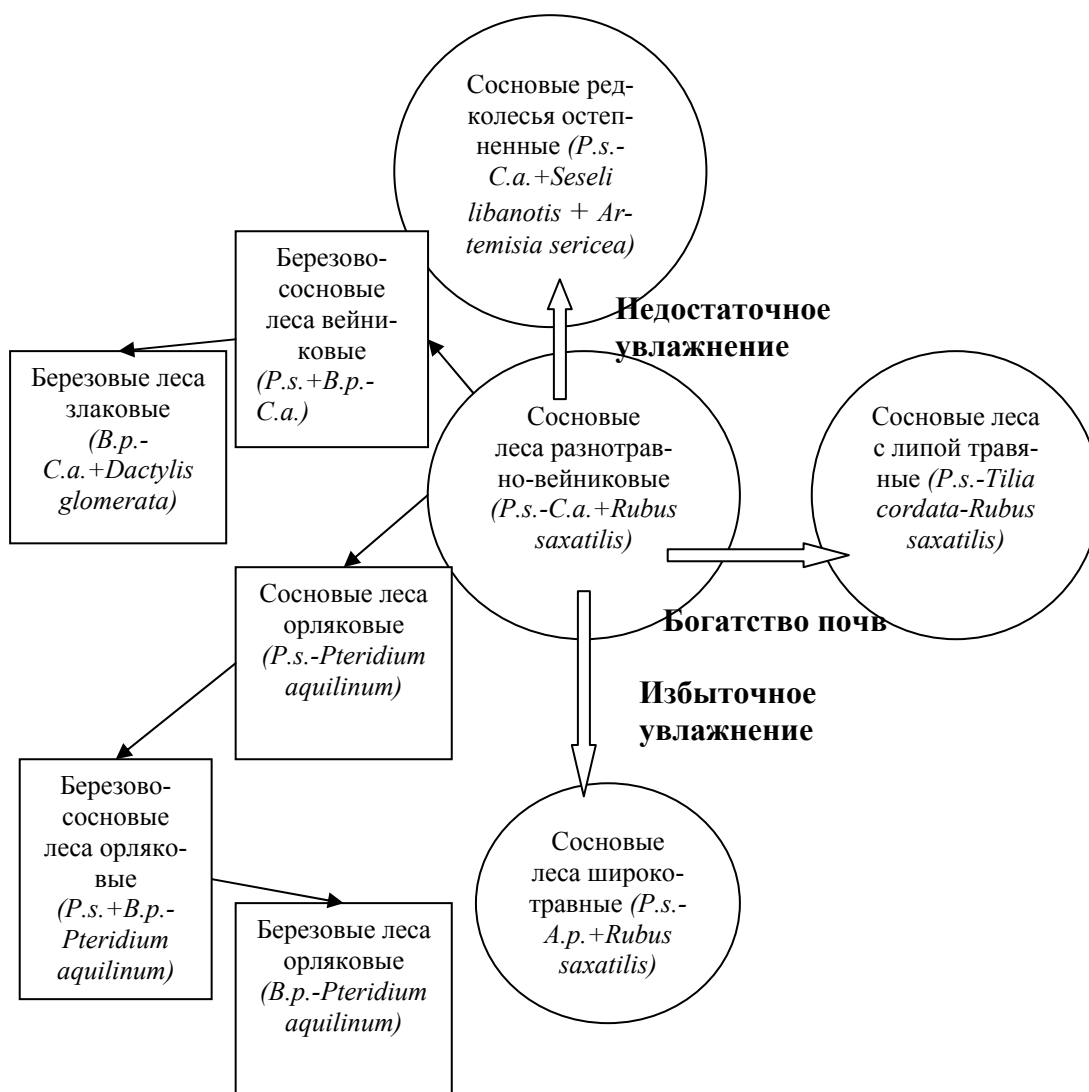 Сосновые ред-
колесья остеп-
ненные (P.s.-
C.a.+Seseli
libanotis + Ar-
temisia sericea)
Березово-
сосновые
леса вейни-
ковые
(P.s.+B.p.-
C.a.)
Недостаточное
увлажнение
Березовые леса
злаковые
(B.p.-
C.a.+Dactylis
glomerata)
Сосновые
леса разнотрав-
но-вейниковые
(P.s.-C.a.+Rubus
saxatilis)
Сосновые леса
с липой травя-
ные (P.s.-Tilia
cordata-Rubus
saxatilis)
Сосновые леса
орляковые
(P.s.-Pteridium
aquilinum)
Богатство почв
Избыточное
увлажнение
Березово-
сосновые
леса орляко-
вые
(P.s.+B.p.-
Pteridium
aquilinum)
Сосновые
леса широко-
травные (P.s.-
A.p.+Rubus
saxatilis)
Березовые леса
орляковые
(B.p.-Pteridium
aquilinum)